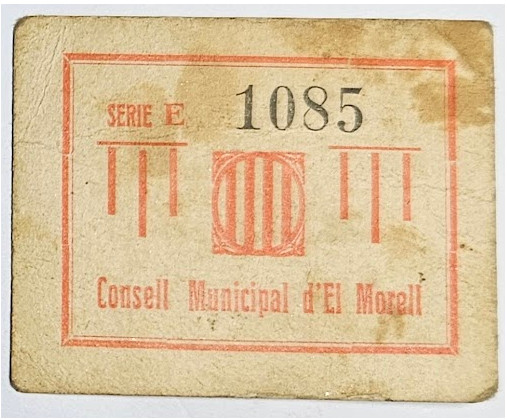 SERIE E 1085
Consell Municipal d'El Morell